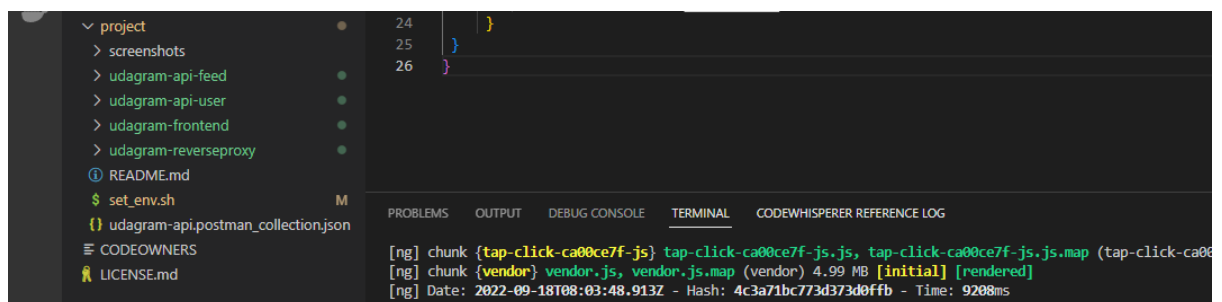 project
screenshots
udagram-api-feed
udagram-api-user
udagram-frontend
udagram-reverseproxy
README.md
$ set_env.sh M
{} udagram-api.postman_collection.json
CODEOWNERS
LICENSE.md
24 }
25 }
26 }
PROBLEMS OUTPUT DEBUG CONSOLE TERMINAL CODEWHISPERER REFERENCE LOG
[ng] chunk {tap-click-ca00ce7f-js} tap-click-ca00ce7f-js.js, tap-click-ca00ce7f-js.js.map (tap-click-ca00
[ng] chunk {vendor} vendor.js, vendor.js.map (vendor) 4.99 MB [initial] [rendered]
[ng] Date: 2022-09-18T08:03:48.913Z - Hash: 4c3a71bc773d373d0ffb - Time: 9208ms